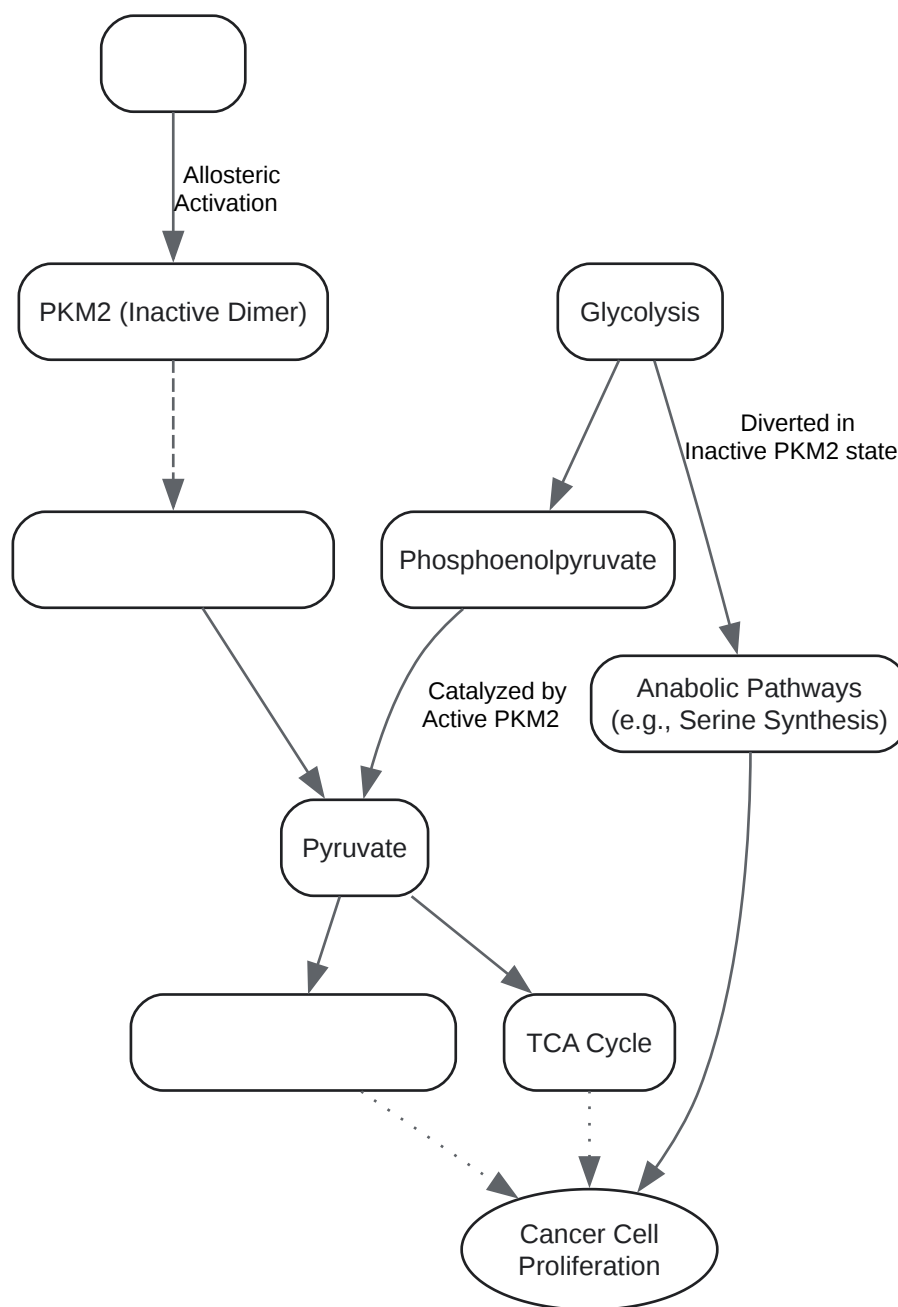 Allosteric
Activation
PKM2 (Inactive Dimer)
Glycolysis
Diverted in
Inactive PKM2 state
Phosphoenolpyruvate
Anabolic Pathways
(e.g., Serine Synthesis)
Catalyzed by
Active PKM2
Pyruvate
TCA Cycle
Cancer Cell
Proliferation